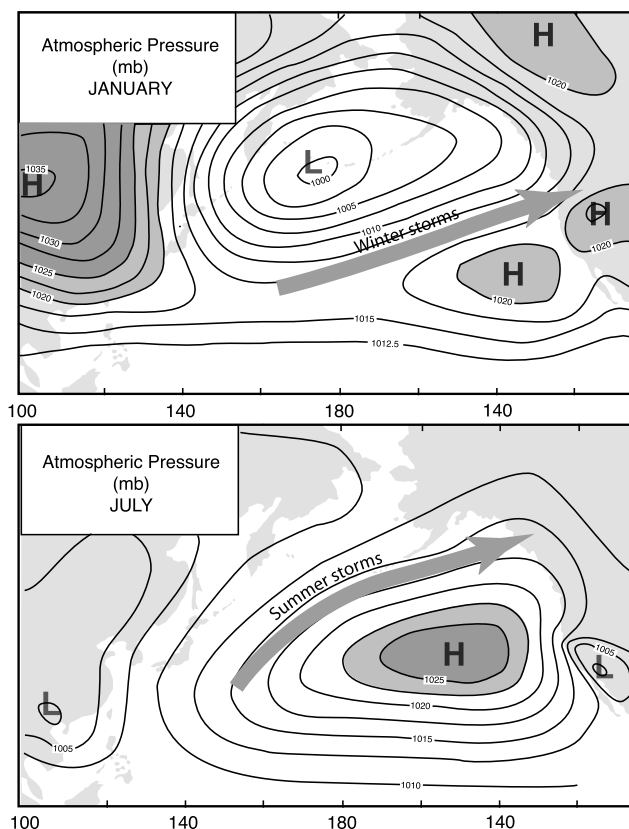 Atmospheric Pressure
(mb)
JANUARY
H
1020
1035
H
L
1000
1005
1010
Winter storms
H
1020
1030
1025
1020
H
1020
1015
1012.5
100 140 180 140
Atmospheric Pressure
(mb)
JULY
Summer storms
H
1025
1005
L
L
1020
1005
1015
1010
100 140 180 140